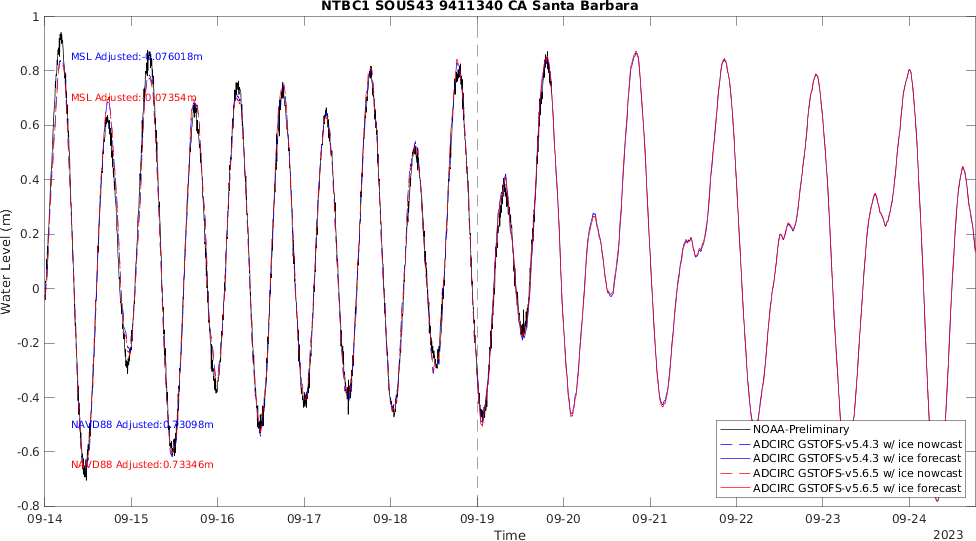 NTBC1 SOUS43 9411340 CA Santa Barbara
1
0.8
0.6
0.4
0.2
0
-0.2
-0.4
-0.6
-0.8
Water Level (m)
MSL Adjusted:-0.076018m
MSL Adjusted:-0.07354m
NAVD88 Adjusted:0.73098m
NAVD88 Adjusted:0.73346m
NOAA-Preliminary
ADCIRC GSTOFS-v5.4.3 w/ ice nowcast
ADCIRC GSTOFS-v5.4.3 w/ ice forecast
ADCIRC GSTOFS-v5.6.5 w/ ice nowcast
ADCIRC GSTOFS-v5.6.5 w/ ice forecast
09-14 09-15 09-16 09-17 09-18 09-19 09-20 09-21 09-22 09-23 09-24
Time
2023